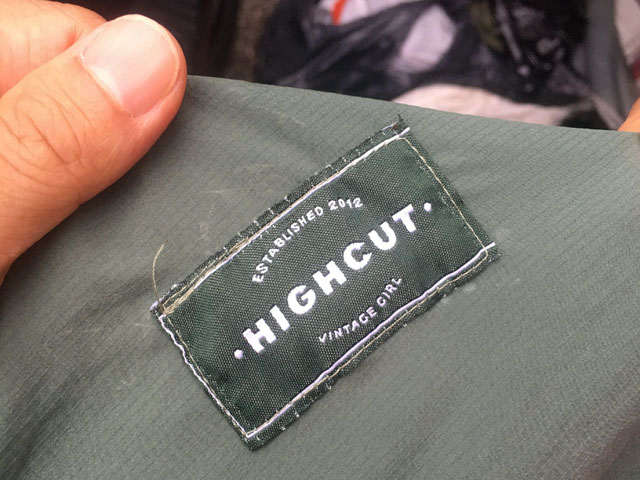 ESTABLISHED 2012
·HIGHCUT·
VINTAGE GIRL